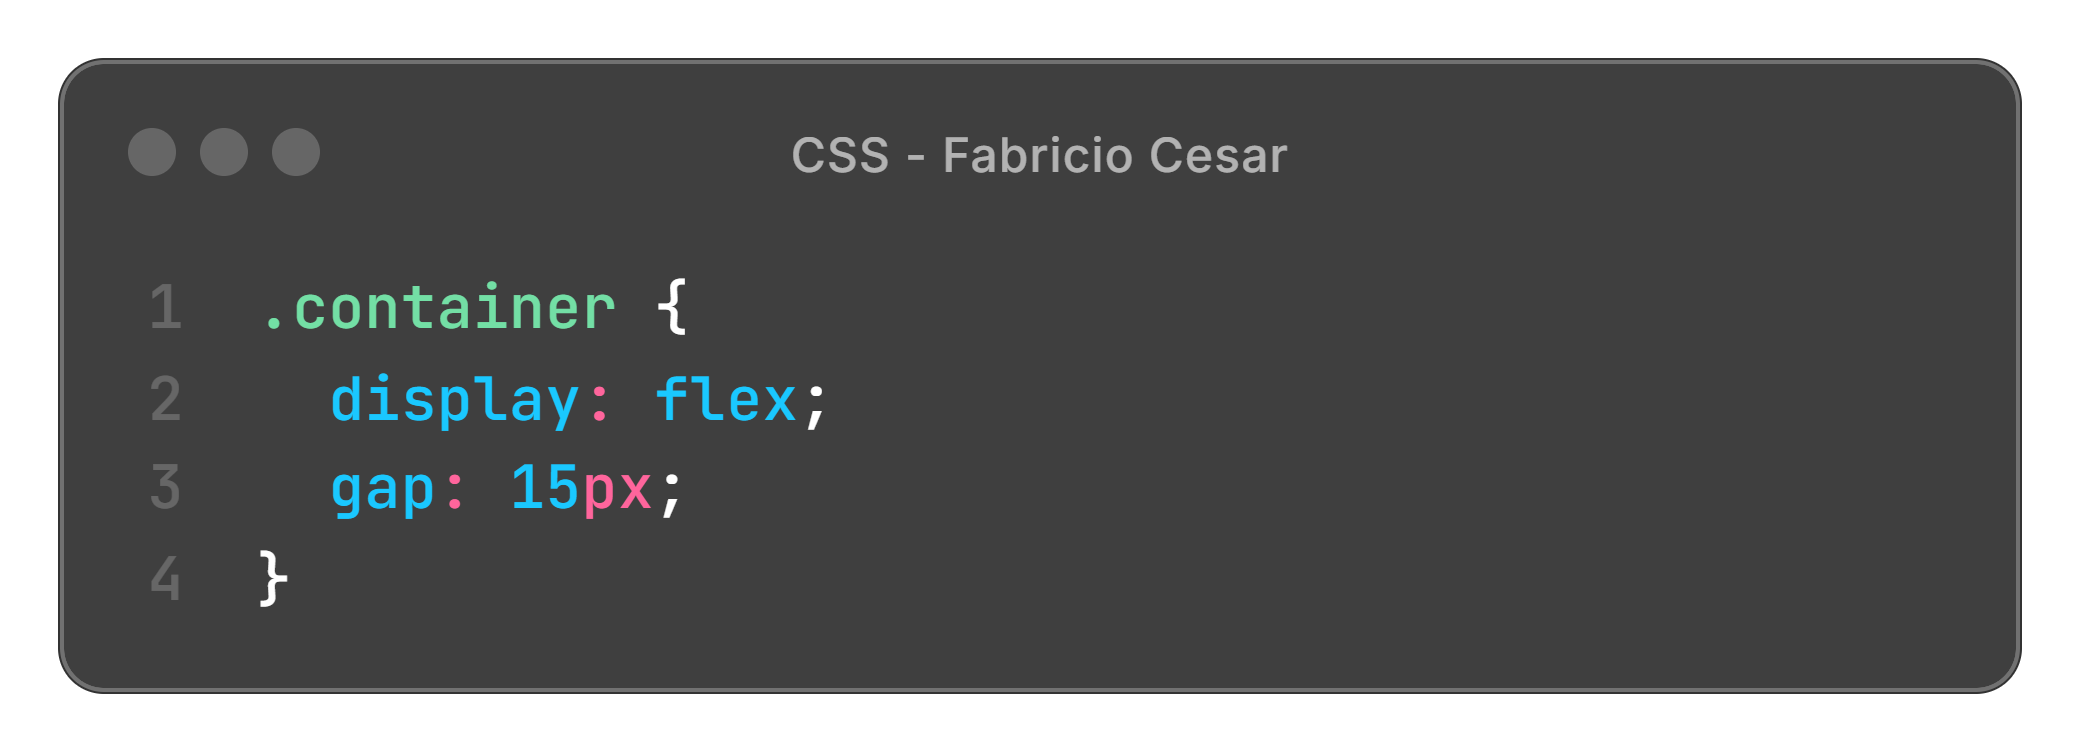 CSS - Fabricio Cesar
1 .container {
2   display: flex;
3   gap: 15px;
4 }